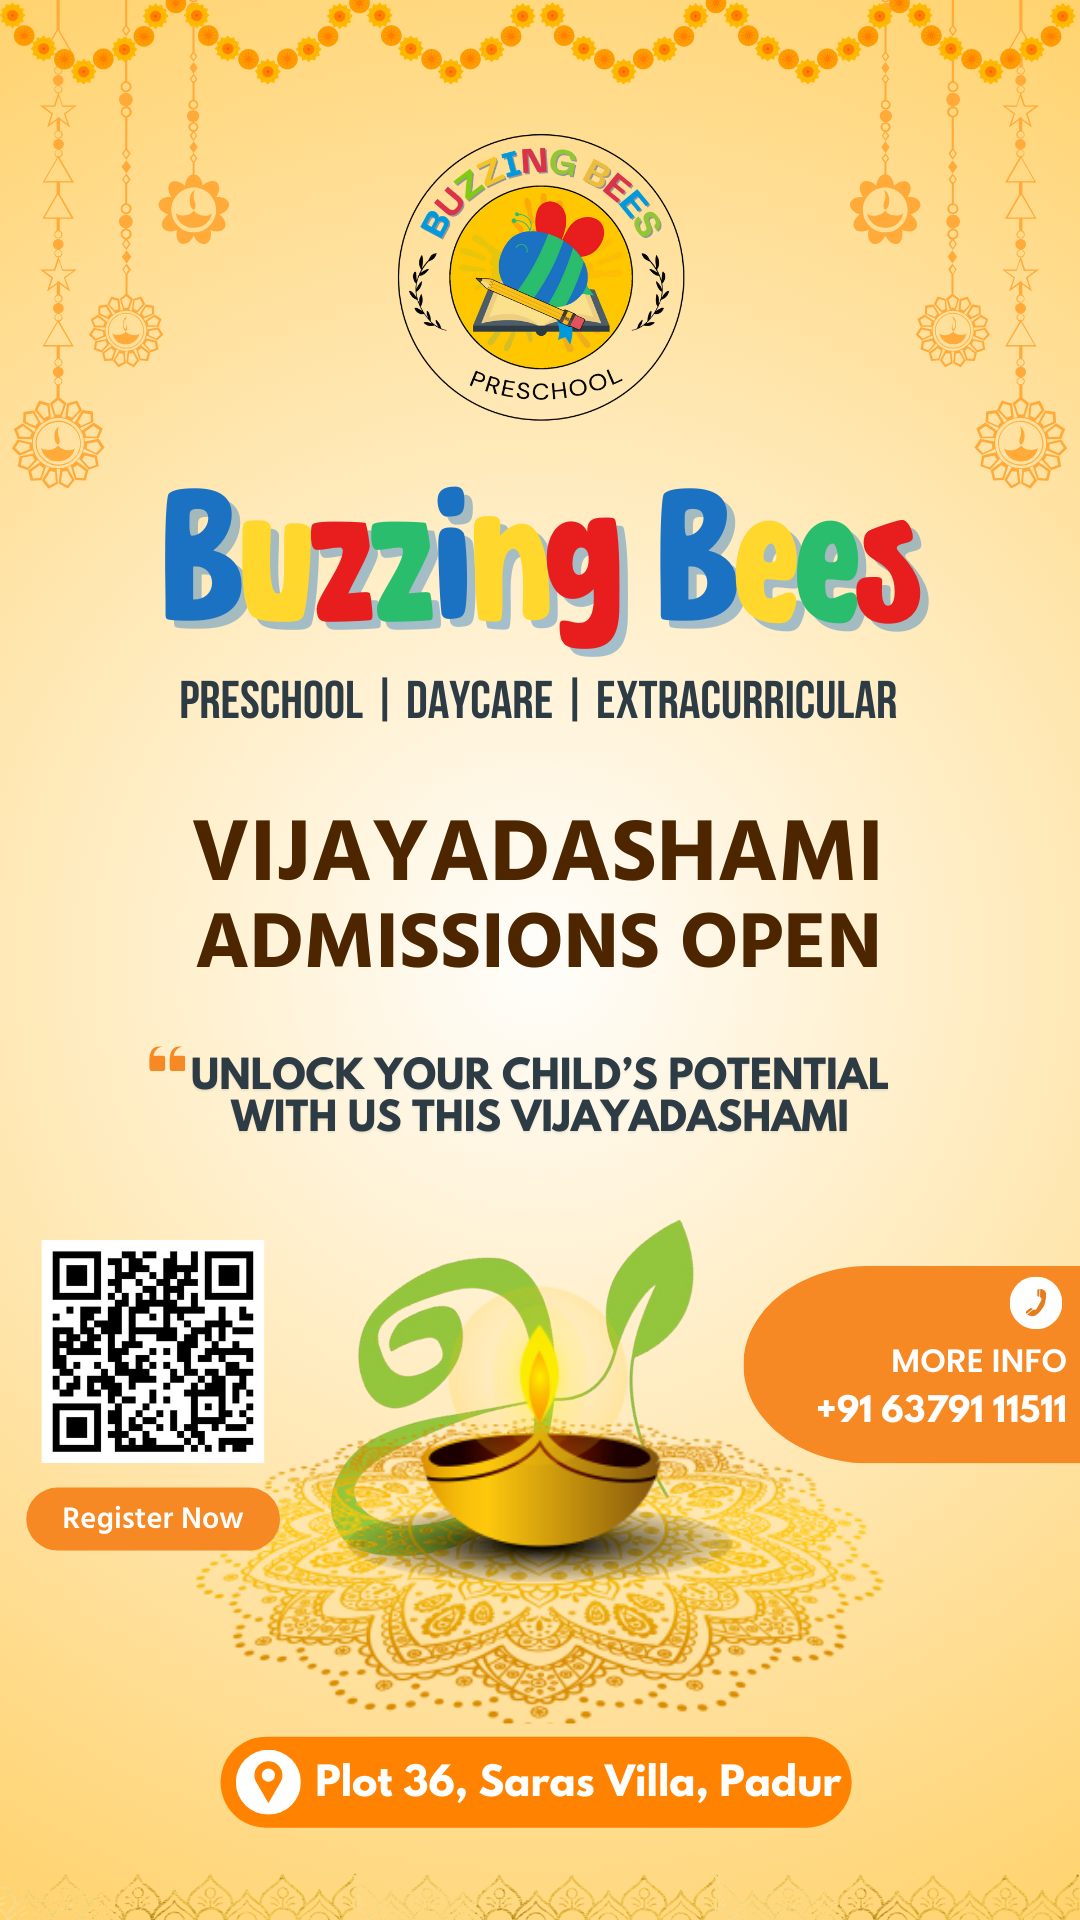 BUZZING BEES
PRESCHOOL
Buzzing Bees
PRESCHOOL | DAYCARE | EXTRACURRICULAR
VIJAYADASHAMI
ADMISSIONS OPEN
“UNLOCK YOUR CHILD’S POTENTIAL
WITH US THIS VIJAYADASHAMI
அ
MORE INFO
+91 63791 11511
Register Now
Plot 36, Saras Villa, Padur